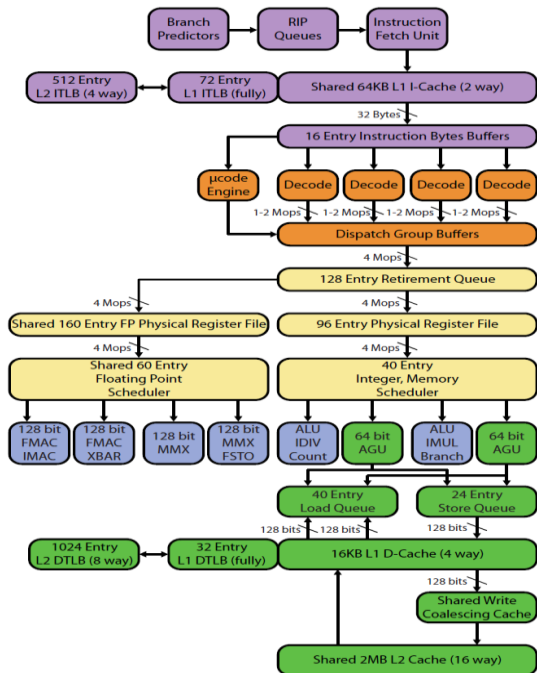 Branch
Predictors
RIP
Queues
Instruction
Fetch Unit
512 Entry
L2 ITLB (4 way)
72 Entry
L1 ITLB (fully)
Shared 64KB L1 I-Cache (2 way)
32 Bytes
16 Entry Instruction Bytes Buffers
µcode
Engine
Decode
Decode
Decode
Decode
1-2 Mops
1-2 Mops
1-2 Mops
1-2 Mops
Dispatch Group Buffers
4 Mops
128 Entry Retirement Queue
4 Mops
4 Mops
Shared 160 Entry FP Physical Register File
96 Entry Physical Register File
4 Mops
4 Mops
Shared 60 Entry
Floating Point
Scheduler
40 Entry
Integer, Memory
Scheduler
128 bit
FMAC
IMAC
128 bit
FMAC
XBAR
128 bit
MMX
128 bit
MMX
FSTO
ALU
IDIV
Count
64 bit
AGU
ALU
IMUL
Branch
64 bit
AGU
40 Entry
Load Queue
24 Entry
Store Queue
128 bits
128 bits
128 bits
1024 Entry
L2 DTLB (8 way)
32 Entry
L1 DTLB (fully)
16KB L1 D-Cache (4 way)
128 bits
Shared Write
Coalescing Cache
Shared 2MB L2 Cache (16 way)